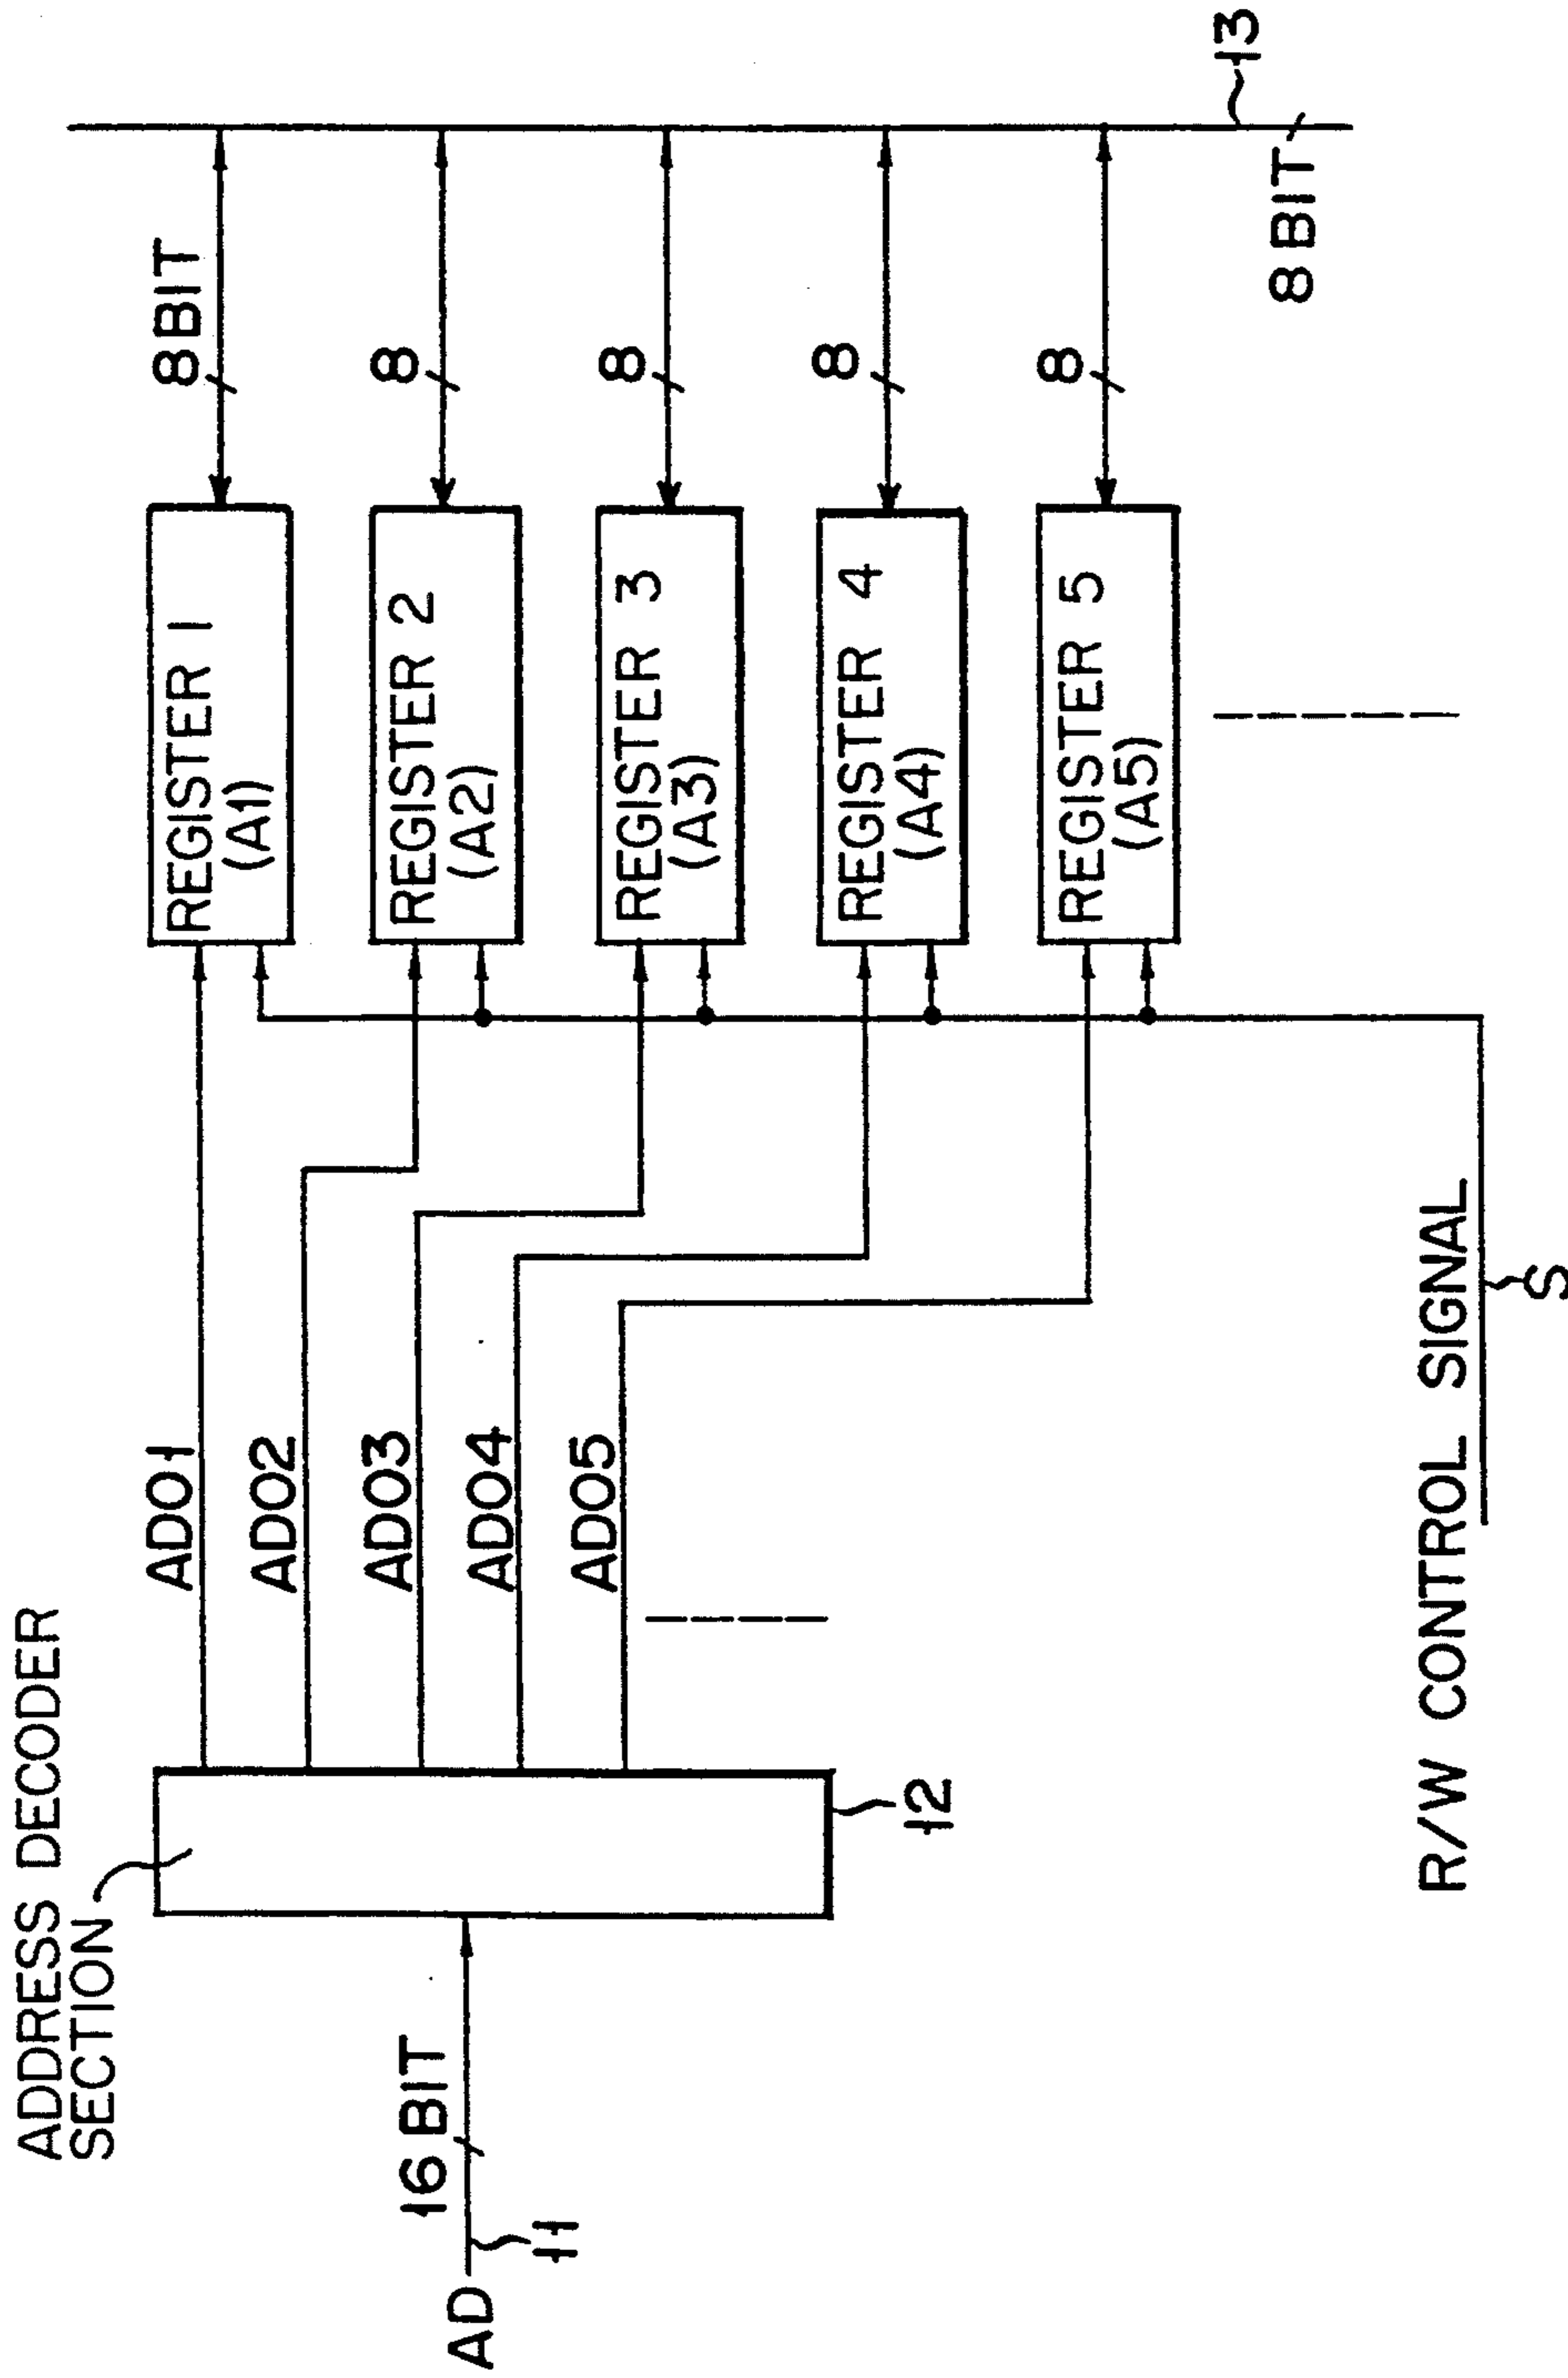 ADDRESS DECODER
SECTION
AD
16 BIT
11
12
AD01
AD02
AD03
AD04
AD05
REGISTER 1
(A1)
REGISTER 2
(A2)
REGISTER 3
(A3)
REGISTER 4
(A4)
REGISTER 5
(A5)
8 BIT
8
8
8
8
8 BIT
13
R/W CONTROL SIGNAL
S